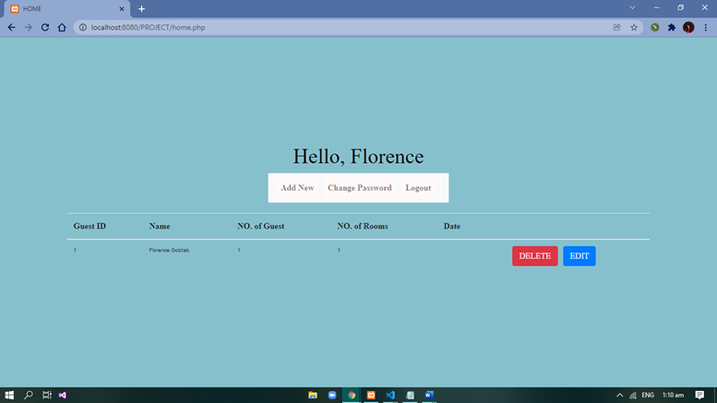 HOME
localhost:8080/PROJECT/home.php
Hello, Florence
Add New Change Password Logout
Guest ID Name NO. of Guest NO. of Rooms Date
1 Florence Goblab 1 1 DELETE EDIT
ENG 1:10 am